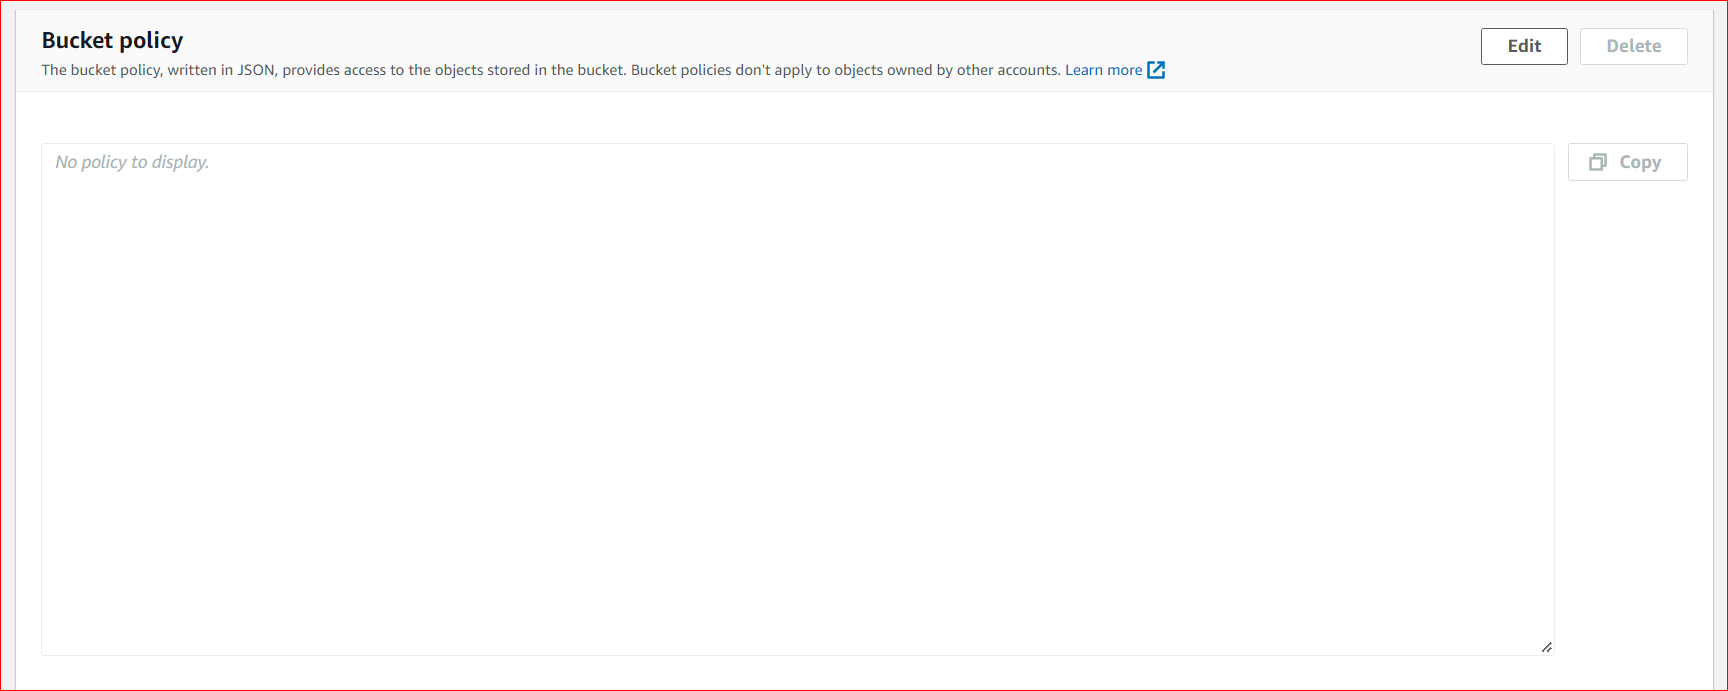 Bucket policy
Edit
Delete
The bucket policy, written in JSON, provides access to the objects stored in the bucket. Bucket policies don't apply to objects owned by other accounts. Learn more
No policy to display.
Copy